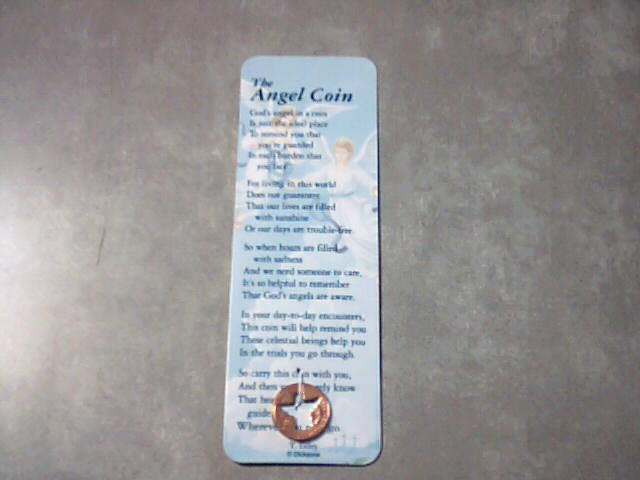 The
Angel Coin
God's angel in a coin
Is just the ideal place
To remind you that
you're guarded
In each burden that
you face
For living in this world
Does not guarantee
That our lives are filled
with sunshine
Or our days are trouble-free.
So when hours are filled
with sadness
And we need someone to care,
It's so helpful to remember
That God's angels are aware.
In your day-to-day encounters,
This coin will help remind you
These celestial beings help you
In the trials you go through.
So carry this with you,
And then know
That
guide
© Dicksons